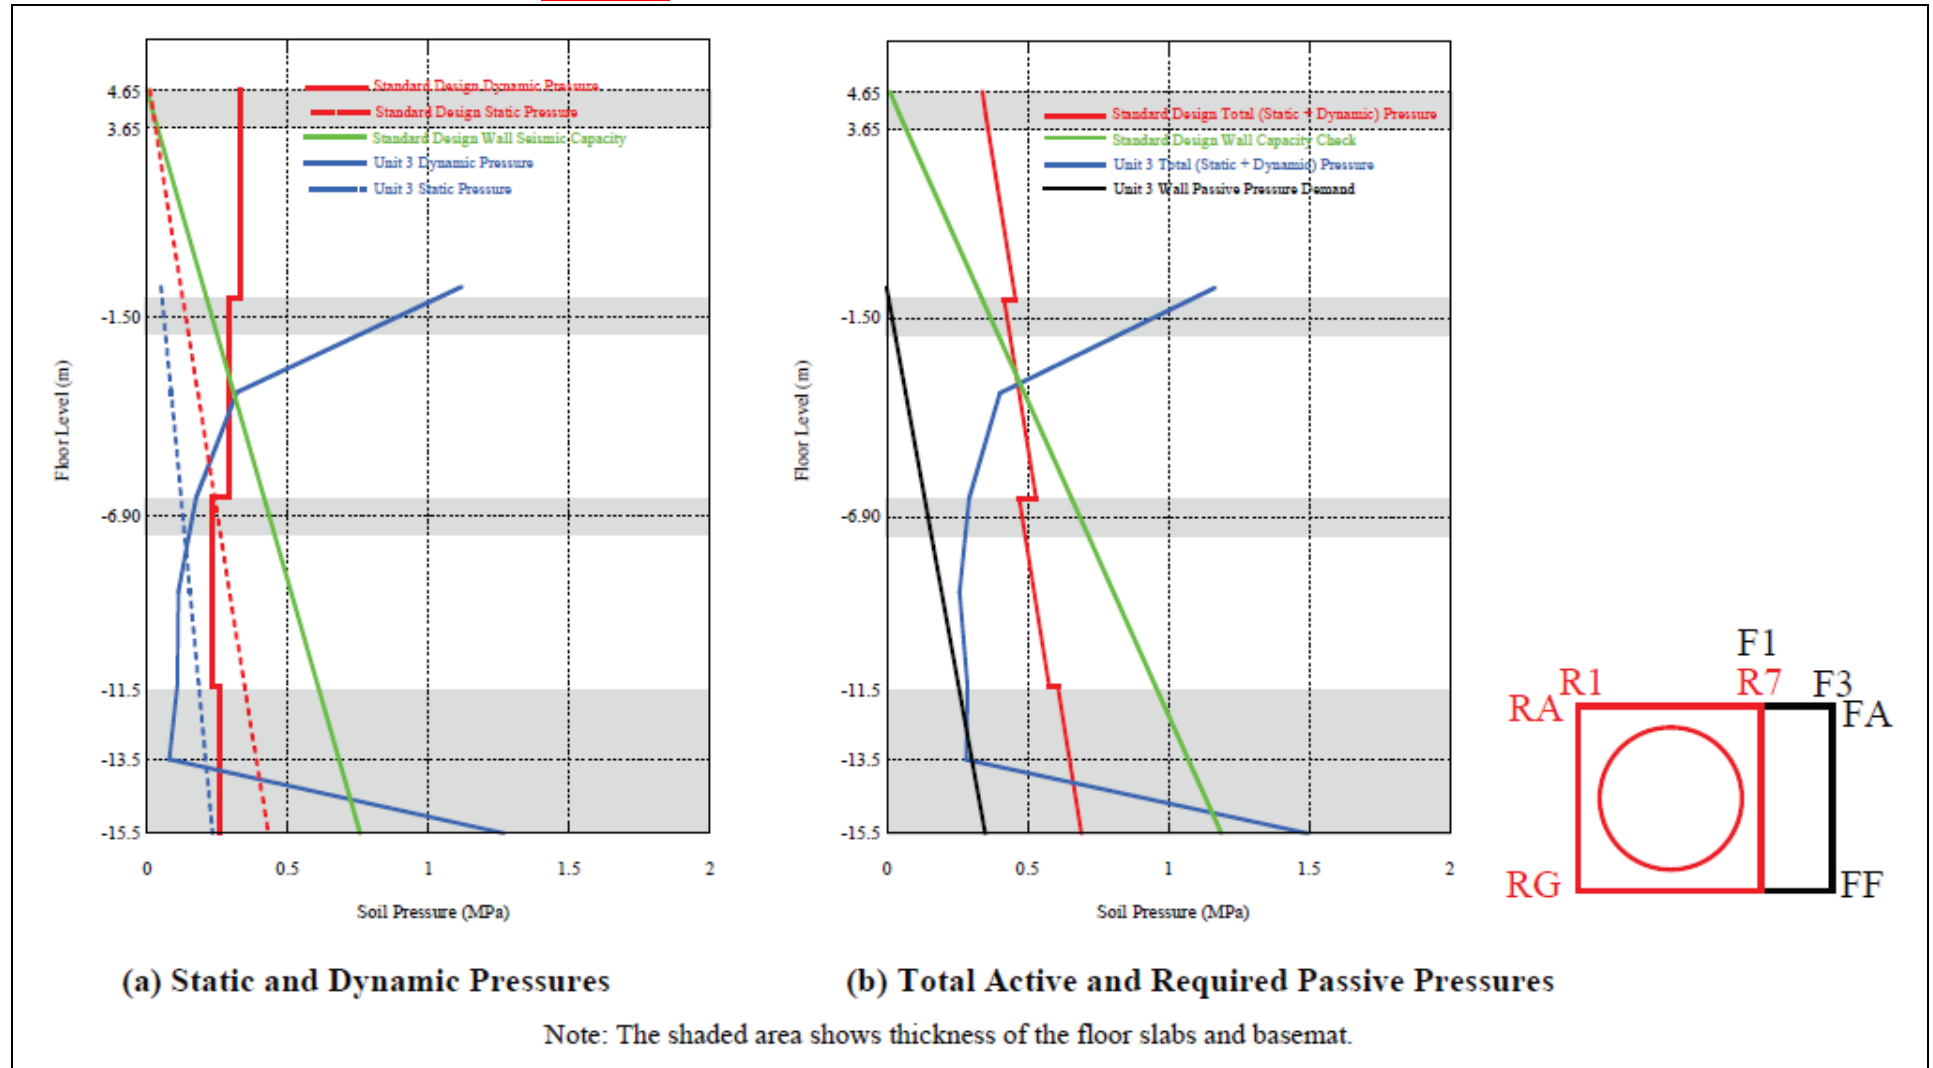 4.65
3.65
-1.50
-6.90
-11.5
-13.5
-15.5
Floor Level (m)
Standard Design Dynamic Pressure
Standard Design Static Pressure
Standard Design Wall Seismic Capacity
Unit 3 Dynamic Pressure
Unit 3 Static Pressure
0 0.5 1 1.5 2
Soil Pressure (MPa)
(a) Static and Dynamic Pressures
4.65
3.65
-1.50
-6.90
-11.5
-13.5
-15.5
Floor Level (m)
Standard Design Total (Static + Dynamic) Pressure
Standard Design Wall Capacity Check
Unit 3 Total (Static + Dynamic) Pressure
Unit 3 Wall Passive Pressure Demand
0 0.5 1 1.5 2
Soil Pressure (MPa)
(b) Total Active and Required Passive Pressures
F1
R1 R7 F3
RA FA
RG FF
Note: The shaded area shows thickness of the floor slabs and basemat.